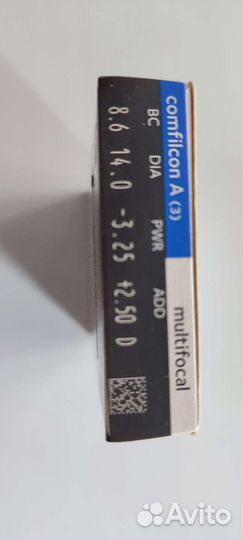 comfilcon A (3) multifocal
BC DIA PWR ADD
8.6 14.0 -3.25 +2.50 D
Avito